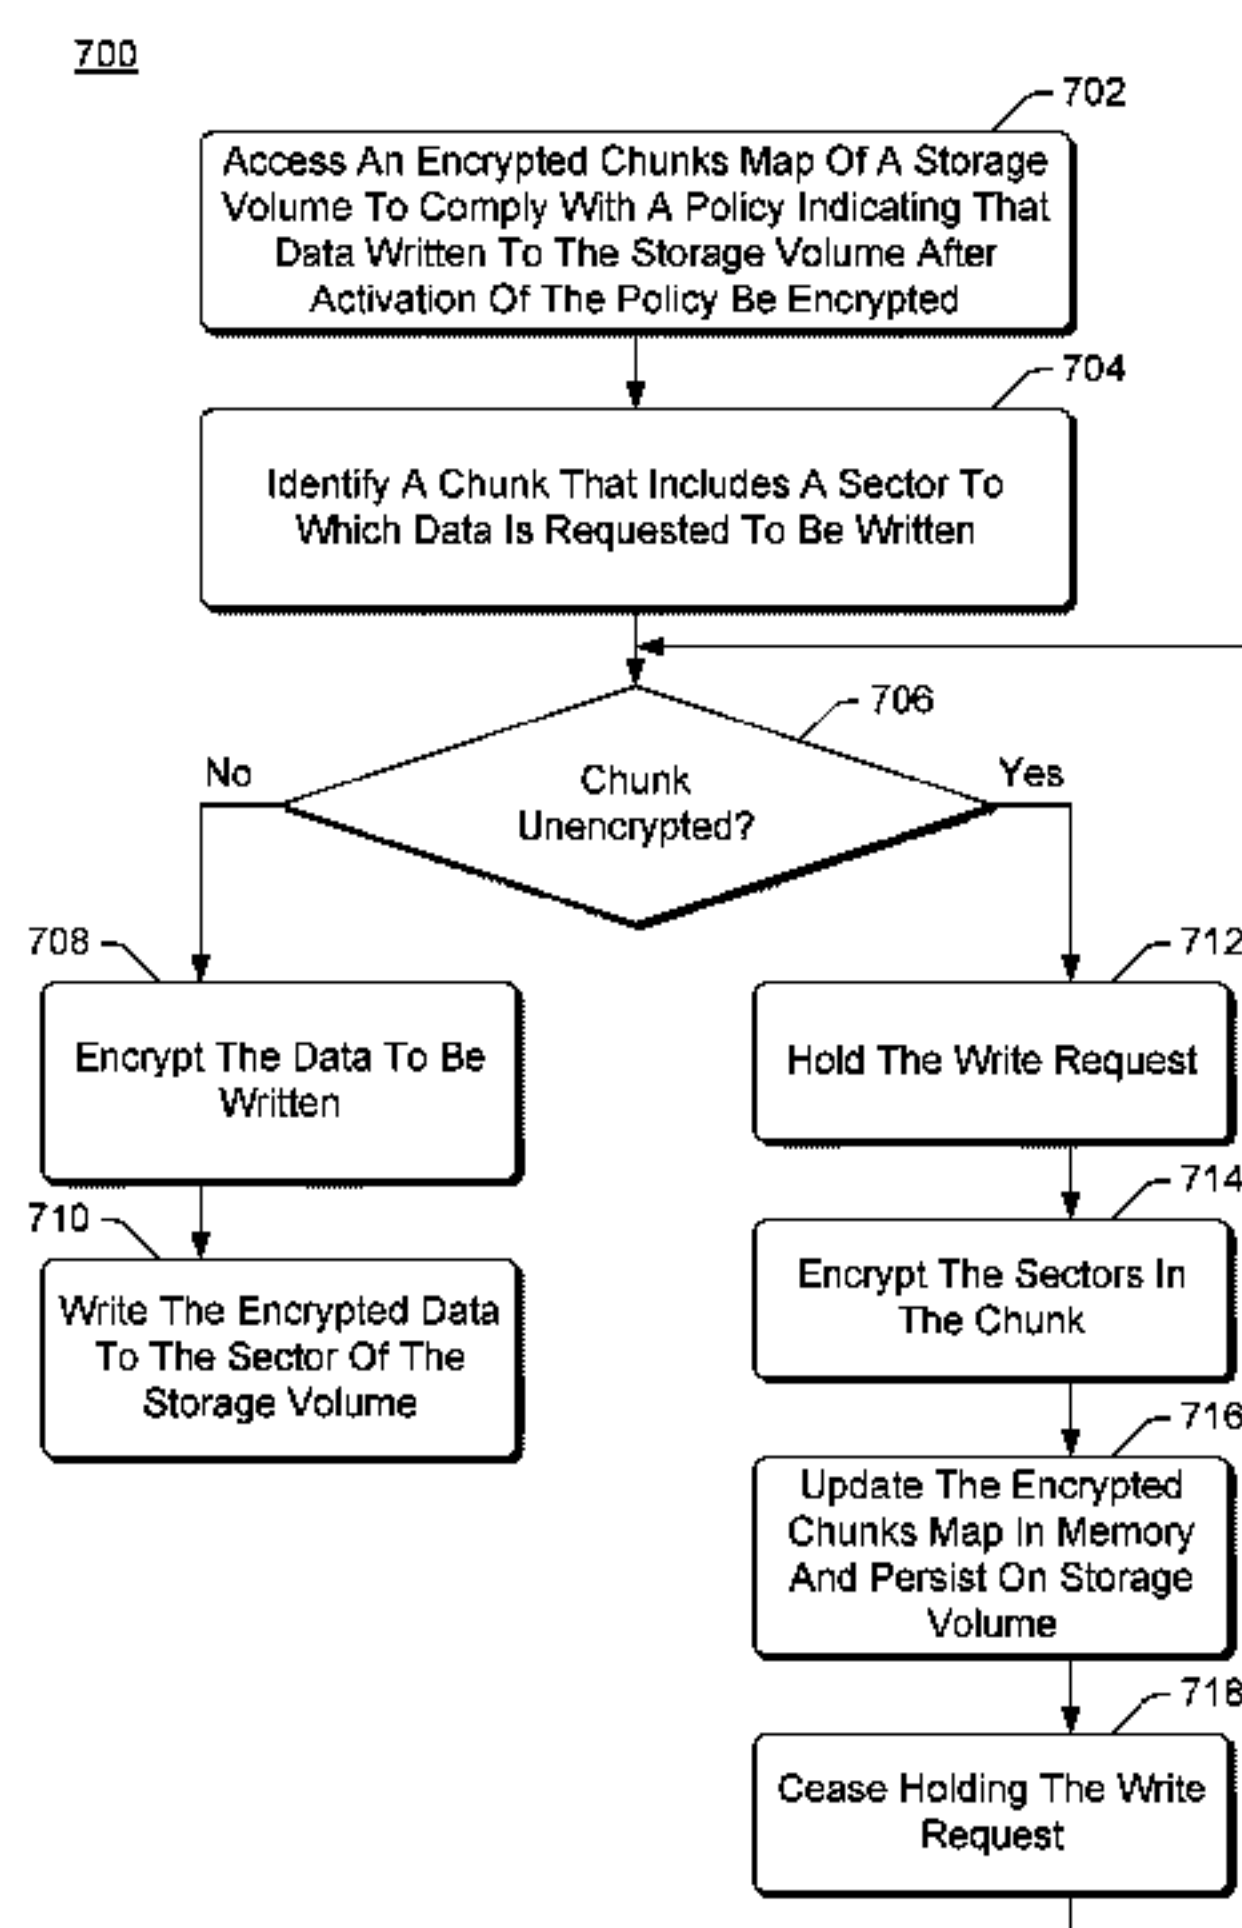 700
702
Access An Encrypted Chunks Map Of A Storage
Volume To Comply With A Policy Indicating That
Data Written To The Storage Volume After
Activation Of The Policy Be Encrypted
704
Identify A Chunk That Includes A Sector To
Which Data Is Requested To Be Written
706
No
Chunk
Unencrypted?
Yes
708
Encrypt The Data To Be
Written
710
Write The Encrypted Data
To The Sector Of The
Storage Volume
712
Hold The Write Request
714
Encrypt The Sectors In
The Chunk
716
Update The Encrypted
Chunks Map In Memory
And Persist On Storage
Volume
718
Cease Holding The Write
Request